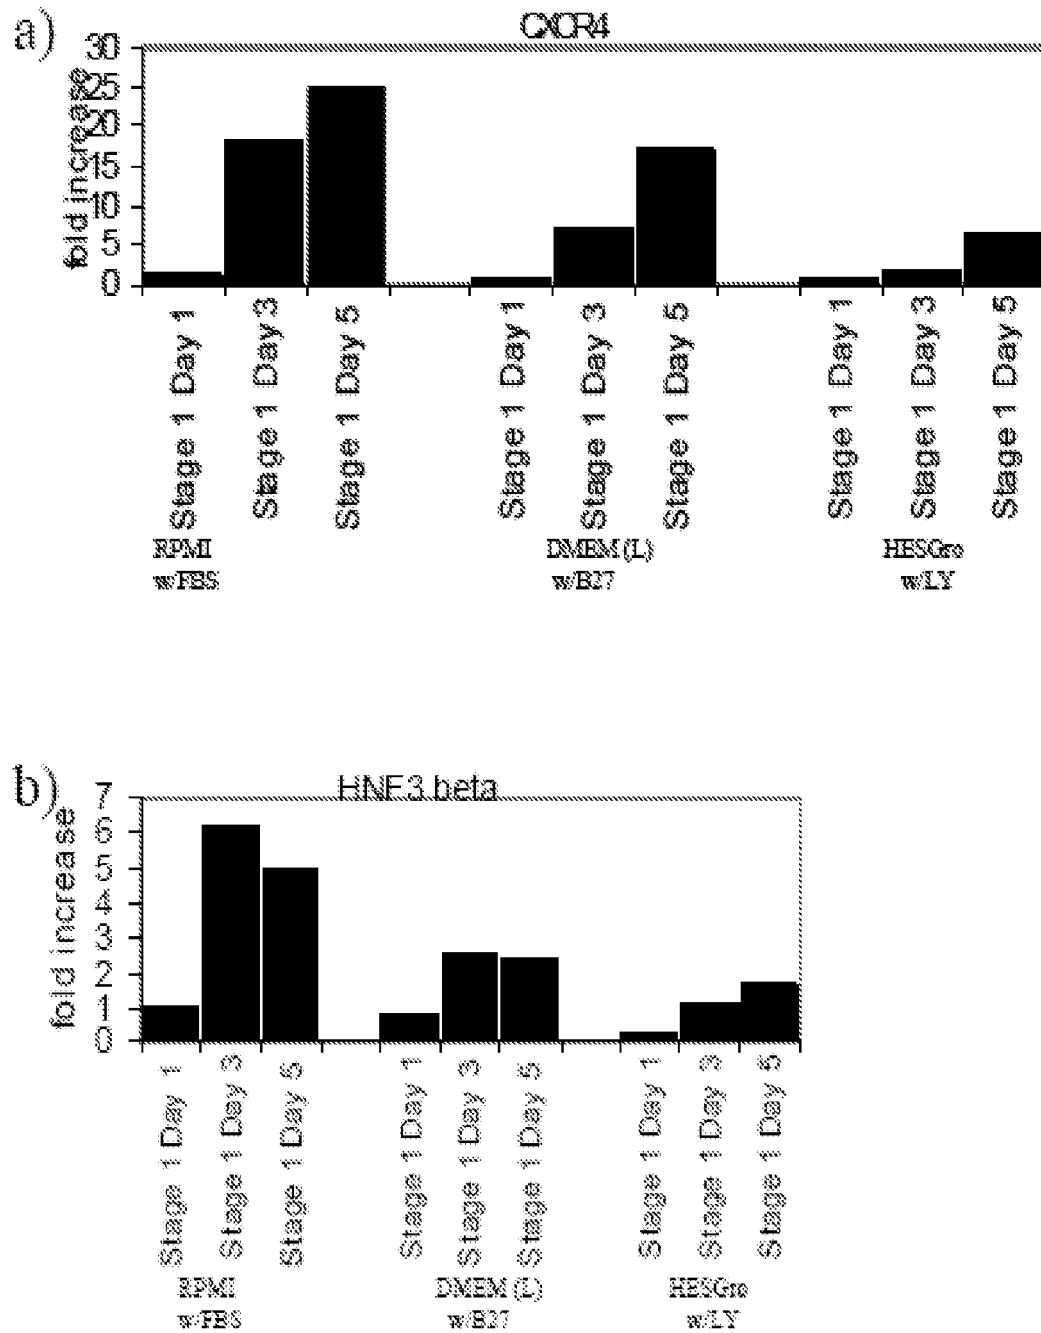 a)
CXCR4
fold increase
30
25
20
15
10
5
0
Stage 1 Day 1
Stage 1 Day 3
Stage 1 Day 5
Stage 1 Day 1
Stage 1 Day 3
Stage 1 Day 5
Stage 1 Day 1
Stage 1 Day 3
Stage 1 Day 5
RPMI
w/FBS
DMEM (L)
w/B27
HESGro
w/LY
b)
HNF3 beta
fold increase
7
6
5
4
3
2
1
0
Stage 1 Day 1
Stage 1 Day 3
Stage 1 Day 5
Stage 1 Day 1
Stage 1 Day 3
Stage 1 Day 5
Stage 1 Day 1
Stage 1 Day 3
Stage 1 Day 5
RPMI
w/FBS
DMEM (L)
w/B27
HESGro
w/LY